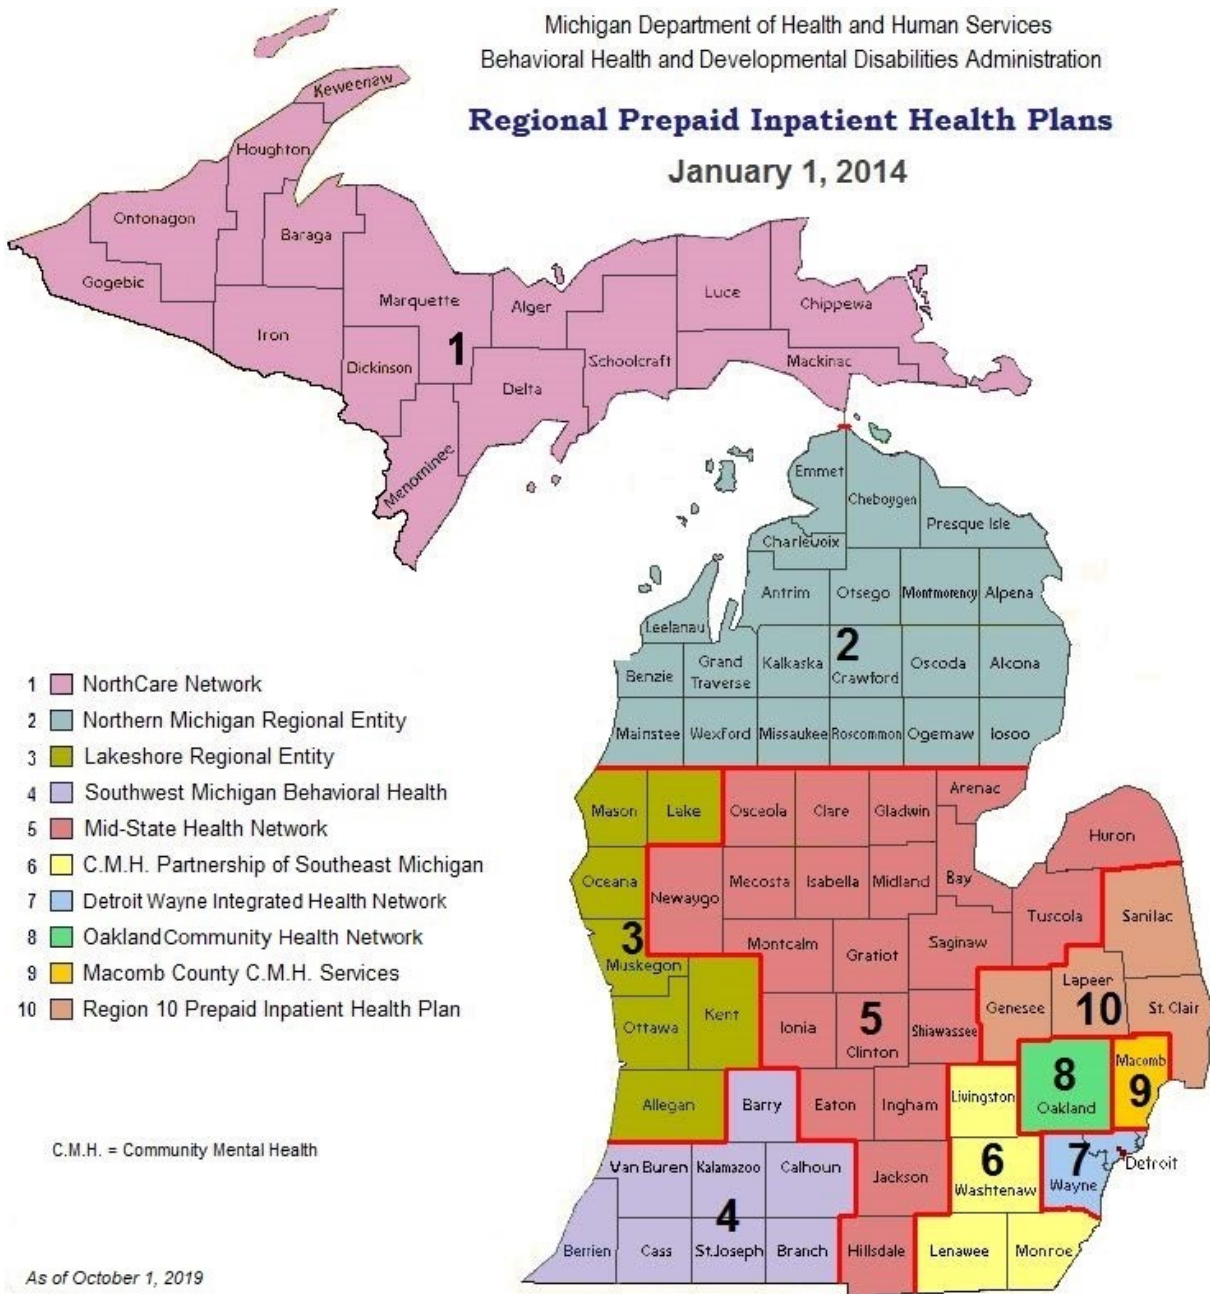 Michigan Department of Health and Human Services
Behavioral Health and Developmental Disabilities Administration
Regional Prepaid Inpatient Health Plans
January 1, 2014
Keweenaw
Houghton
Ontonagon
Baraga
Gogebic
Marquette
Alger
Luce
Chippewa
Iron
1
Dickinson
Schoolcraft
Mackinac
Delta
Menominee
Emmet
Cheboygen
Presque Isle
Charlevoix
Antrim
Otsego
Montmorency
Alpena
Leelanau
2
Benzie
Grand
Traverse
Kalkaska
Crawford
Oscoda
Alcona
Mainstee
Wexford
Missaukee
Roscommon
Ogemaw
Iosoo
1 NorthCare Network
2 Northern Michigan Regional Entity
3 Lakeshore Regional Entity
4 Southwest Michigan Behavioral Health
5 Mid-State Health Network
6 C.M.H. Partnership of Southeast Michigan
7 Detroit Wayne Integrated Health Network
8 Oakland Community Health Network
9 Macomb County C.M.H. Services
10 Region 10 Prepaid Inpatient Health Plan
Mason
Lake
Osceola
Clare
Gladwin
Arenac
Huron
Oceana
Newaygo
Mecosta
Isabella
Midland
Bay
Tuscola
Sanilac
3
Muskegon
Montcalm
Gratiot
Saginaw
Lapeer
Genesee
10
St. Clair
Ottawa
Kent
Ionia
5
Clinton
Shiawassee
Macomb
9
8
Oakland
Allegan
Barry
Eaton
Ingham
Livingston
Van Buren
Kalamazoo
Calhoun
Jackson
6
Washtenaw
7
Wayne
Detroit
4
Berrien
Cass
St.Joseph
Branch
Hillsdale
Lenawee
Monroe
C.M.H. = Community Mental Health
As of October 1, 2019